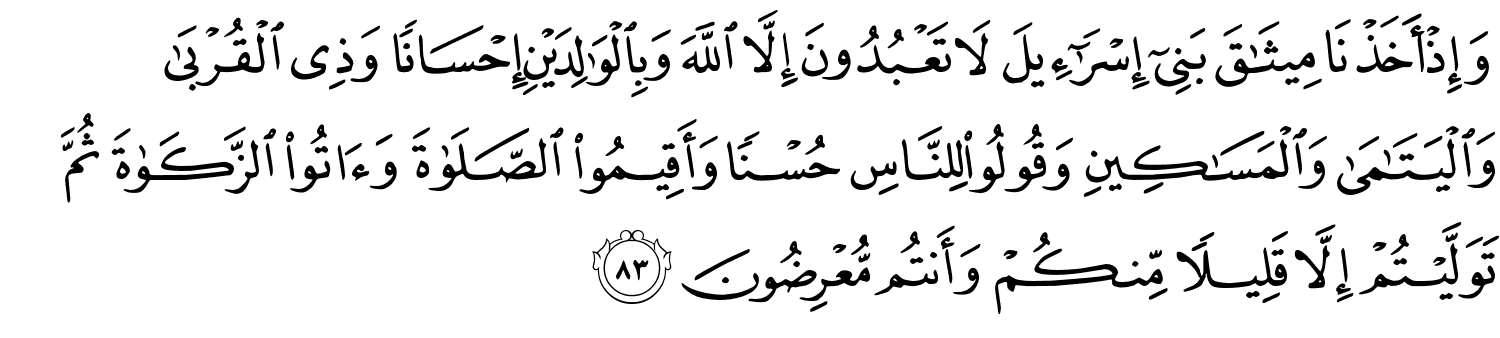 وَإِذۡ أَخَذۡنَا مِيثَٰقَ بَنِيٓ إِسۡرَٰٓءِيلَ لَا تَعۡبُدُونَ إِلَّا ٱللَّهَ وَبِٱلۡوَٰلِدَيۡنِ إِحۡسَانٗا وَذِي ٱلۡقُرۡبَىٰ
وَٱلۡيَتَٰمَىٰ وَٱلۡمَسَٰكِينِ وَقُولُواْ لِلنَّاسِ حُسۡنٗا وَأَقِيمُواْ ٱلصَّلَوٰةَ وَءَاتُواْ ٱلزَّكَوٰةَ ثُمَّ
تَوَلَّيۡتُمۡ إِلَّا قَلِيلٗا مِّنكُمۡ وَأَنتُم مُّعۡرِضُونَ ٨٣